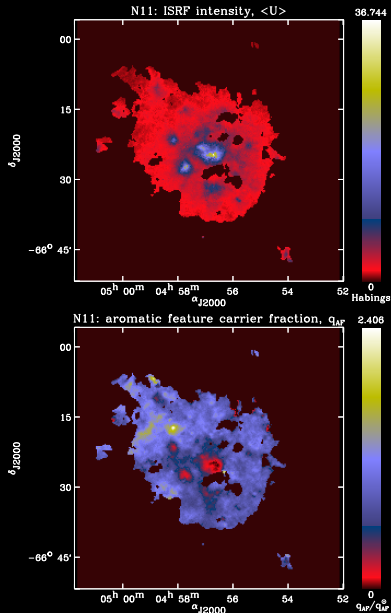 N11: ISRF intensity, <U>
36.744
00
15
30
-66° 45'
δJ2000
05h 00m 04h 58m 56 54 52
αJ2000
0
Habings
N11: aromatic feature carrier fraction, qAF
2.406
00
15
30
-66° 45'
δJ2000
05h 00m 04h 58m 56 54 52
αJ2000
0
qAF/qAF⊙